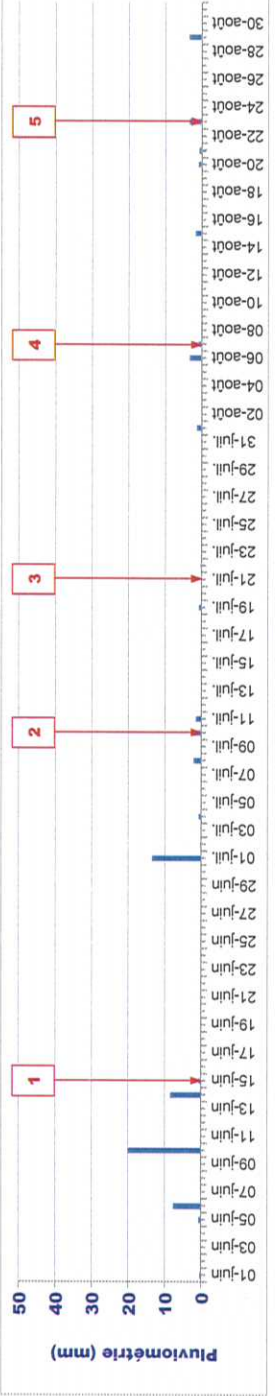 Pluviométrie (mm)
50
40
30
20
10
0
1
2
3
4
5
01-juin
03-juin
05-juin
07-juin
09-juin
11-juin
13-juin
15-juin
17-juin
19-juin
21-juin
23-juin
25-juin
27-juin
29-juin
01-juil.
03-juil.
05-juil.
07-juil.
09-juil.
11-juil.
13-juil.
15-juil.
17-juil.
19-juil.
21-juil.
23-juil.
25-juil.
27-juil.
29-juil.
31-juil.
02-août
04-août
06-août
08-août
10-août
12-août
14-août
16-août
18-août
20-août
22-août
24-août
26-août
28-août
30-août